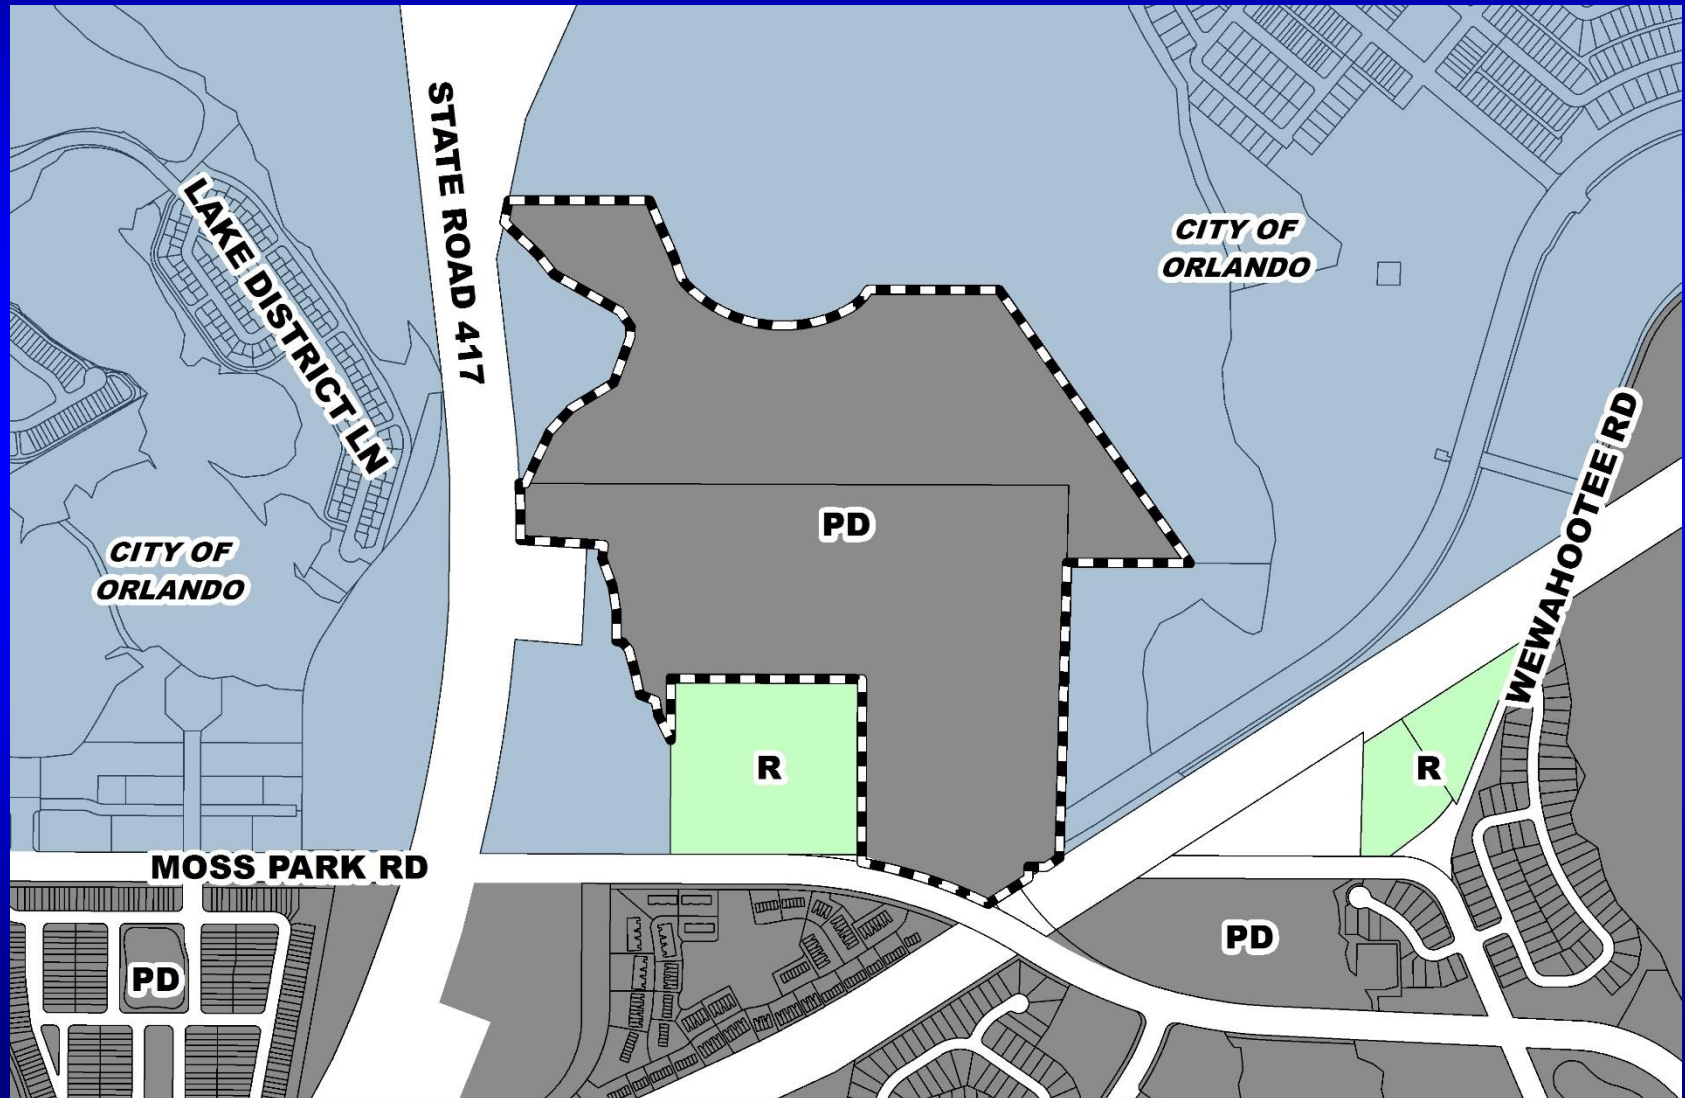 STATE ROAD 417
LAKE DISTRICT LN
CITY OF
ORLANDO
WEWAHOOTEE RD
PD
CITY OF
ORLANDO
R
R
MOSS PARK RD
PD
PD